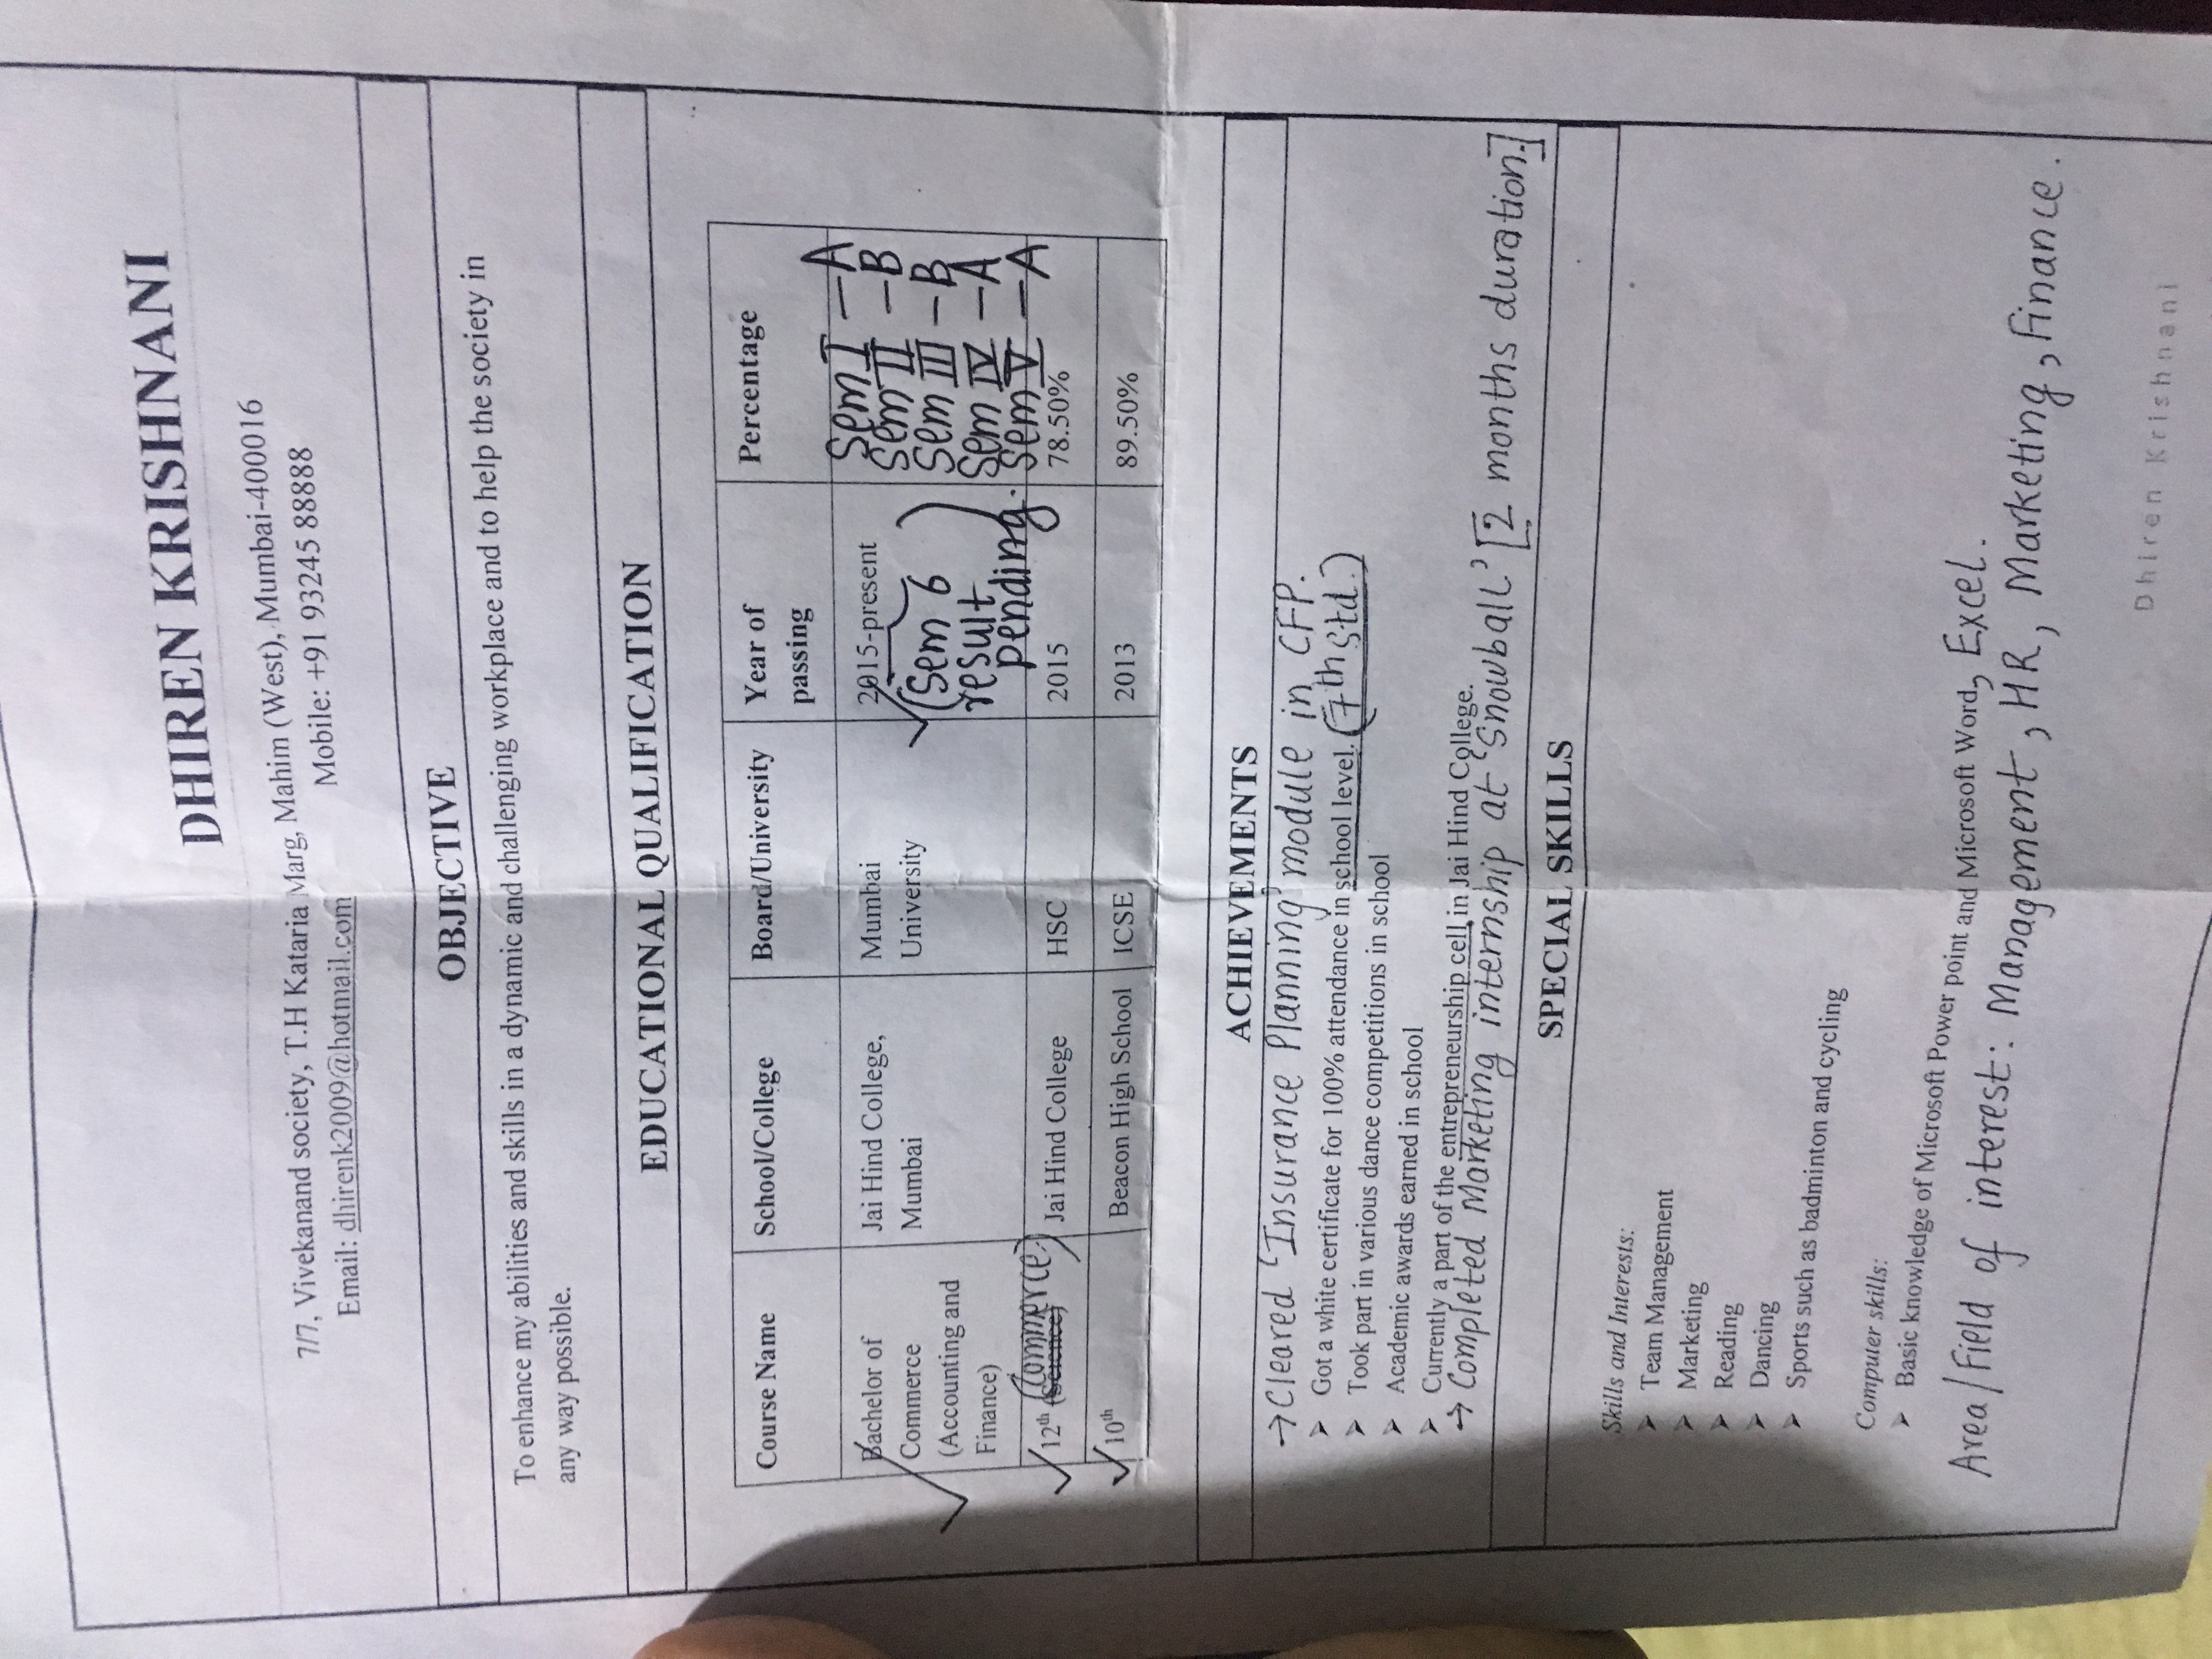 DHIREN KRISHNANI
7/7, Vivekanand society, T.H Kataria Marg, Mahim (West), Mumbai-400016
Email: dhirenk2009@hotmail.com Mobile: +91 93245 88888
OBJECTIVE
To enhance my abilities and skills in a dynamic and challenging workplace and to help the society in
any way possible.
EDUCATIONAL QUALIFICATION
Course Name School/College Board/University Year of passing Percentage
Bachelor of Commerce (Accounting and Finance) Jai Hind College, Mumbai Mumbai University 2015-present (Sem 6 result pending.) Sem I - A
Sem II - B
Sem III - B
Sem IV - A
Sem V - A
12th (Science) (Commerce) Jai Hind College HSC 2015 78.50%
10th Beacon High School ICSE 2013 89.50%
ACHIEVEMENTS
→ Cleared 'Insurance Planning' module in CFP.
➢ Got a white certificate for 100% attendance in school level. (7th Std.)
➢ Took part in various dance competitions in school
➢ Academic awards earned in school
➢ Currently a part of the entrepreneurship cell in Jai Hind College.
→ Completed Marketing internship at 'Snowball' [2 months duration.]
SPECIAL SKILLS
Skills and Interests:
➢ Team Management
➢ Marketing
➢ Reading
➢ Dancing
➢ Sports such as badminton and cycling
Computer skills:
➢ Basic knowledge of Microsoft Power point and Microsoft Word, Excel.
Area/Field of interest: Management, HR, Marketing, Finance.
Dhiren Krishnani